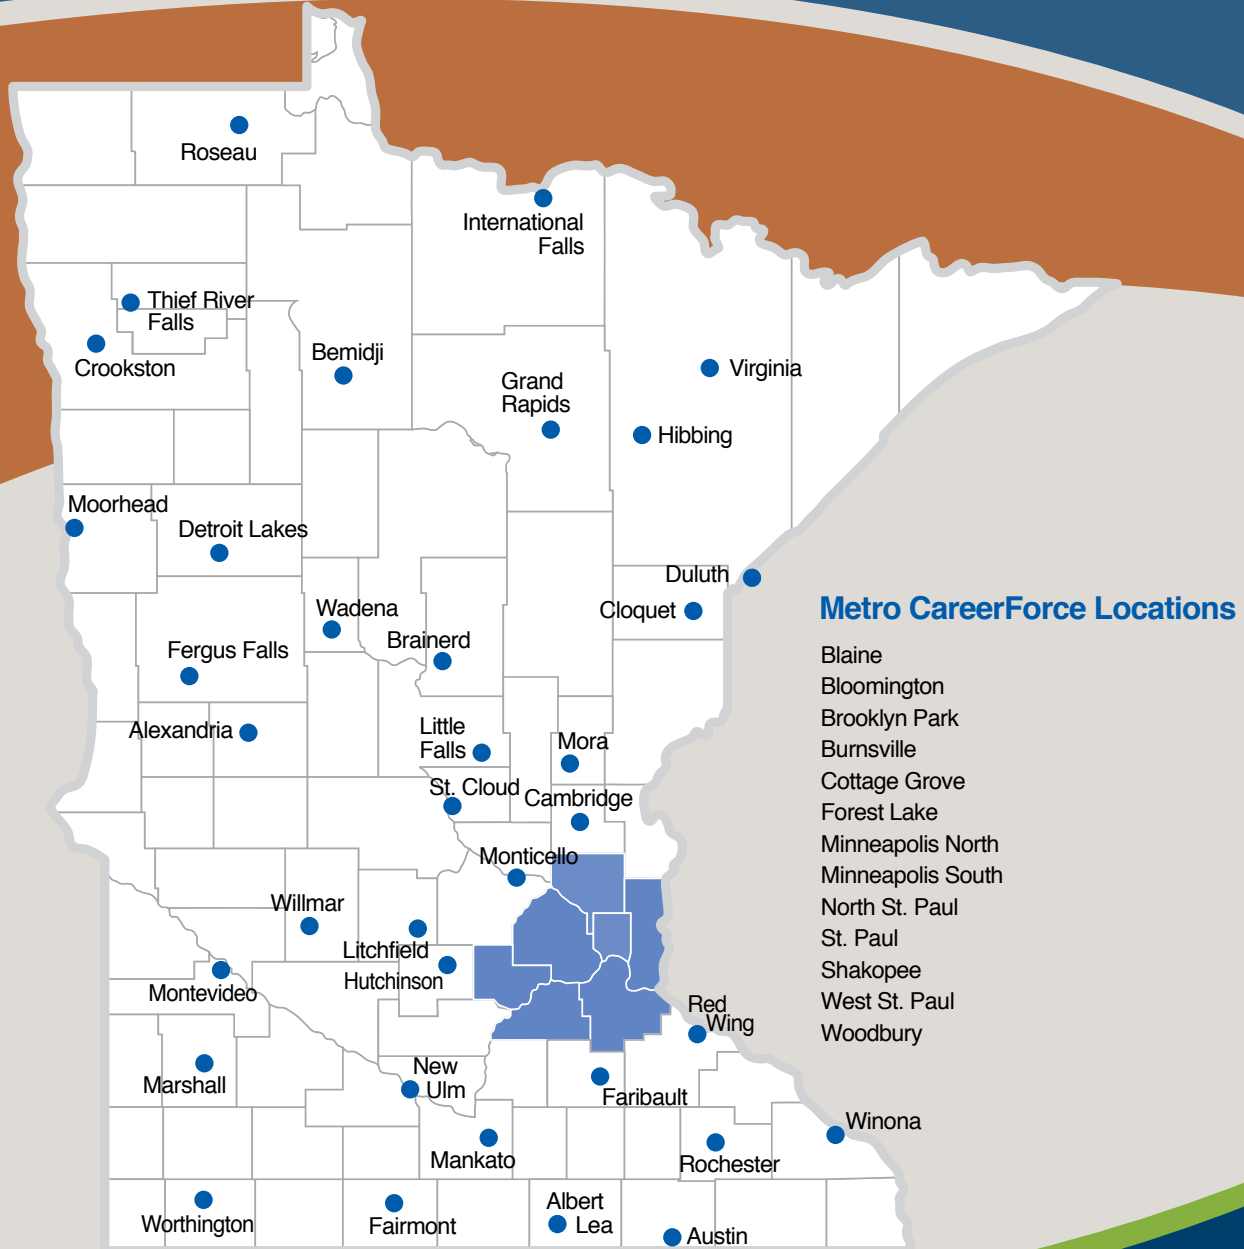 Roseau
International
Falls
Thief River
Falls
Crookston
Bemidji
Grand
Rapids
Virginia
Hibbing
Moorhead
Detroit Lakes
Duluth
Cloquet
Wadena
Brainerd
Fergus Falls
Alexandria
Little
Falls
Mora
St. Cloud
Cambridge
Monticello
Willmar
Litchfield
Hutchinson
Montevideo
Red
Wing
Marshall
New
Ulm
Faribault
Winona
Mankato
Rochester
Worthington
Fairmont
Albert
Lea
Austin
Metro CareerForce Locations
Blaine
Bloomington
Brooklyn Park
Burnsville
Cottage Grove
Forest Lake
Minneapolis North
Minneapolis South
North St. Paul
St. Paul
Shakopee
West St. Paul
Woodbury